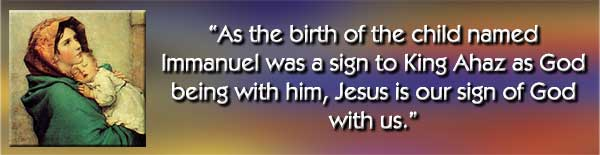 “As the birth of the child named
Immanuel was a sign to King Ahaz as God
being with him, Jesus is our sign of God
with us.”